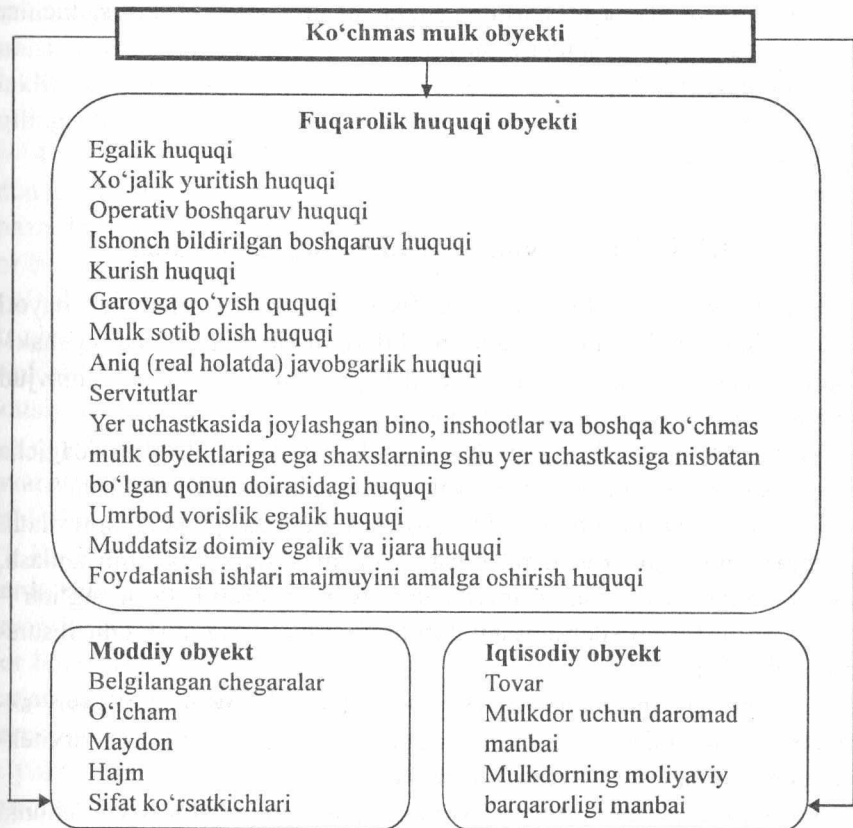 Ko‘chmas mulk obyekti
Fuqarolik huquqi obyekti
Egalik huquqi
Xo‘jalik yuritish huquqi
Operativ boshqaruv huquqi
Ishonch bildirilgan boshqaruv huquqi
Kurish huquqi
Garovga qo‘yish ququqi
Mulk sotib olish huquqi
Aniq (real holatda) javobgarlik huquqi
Servitutlar
Yer uchastkasida joylashgan bino, inshootlar va boshqa ko‘chmas
mulk obyektlariga ega shaxslarning shu yer uchastkasiga nisbatan
bo‘lgan qonun doirasidagi huquqi
Umrbod vorislik egalik huquqi
Muddatsiz doimiy egalik va ijara huquqi
Foydalanish ishlari majmuyini amalga oshirish huquqi
Moddiy obyekt
Belgilangan chegaralar
O‘lcham
Maydon
Hajm
Sifat ko‘rsatkichlari
Iqtisodiy obyekt
Tovar
Mulkdor uchun daromad
manbai
Mulkdorning moliyaviy
barqarorligi manbai